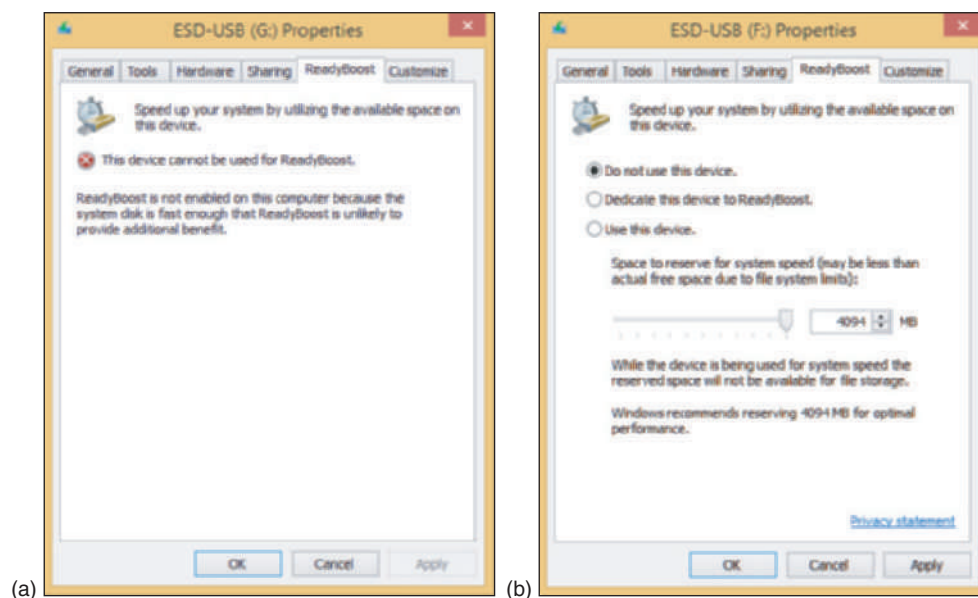 ESD-USB (G:) Properties
General Tools Hardware Sharing ReadyBoost Customize
Speed up your system by utilizing the available space on
this device.
This device cannot be used for ReadyBoost.
ReadyBoost is not enabled on this computer because the
system disk is fast enough that ReadyBoost is unlikely to
provide additional benefit.
OK Cancel Apply
(a)
ESD-USB (F:) Properties
General Tools Hardware Sharing ReadyBoost Customize
Speed up your system by utilizing the available space on
this device.
Do not use this device.
Dedicate this device to ReadyBoost.
Use this device.
Space to reserve for system speed (may be less than
actual free space due to file system limits):
4094 MB
While the device is being used for system speed the
reserved space will not be available for file storage.
Windows recommends reserving 4094 MB for optimal
performance.
Privacy statement
OK Cancel Apply
(b)